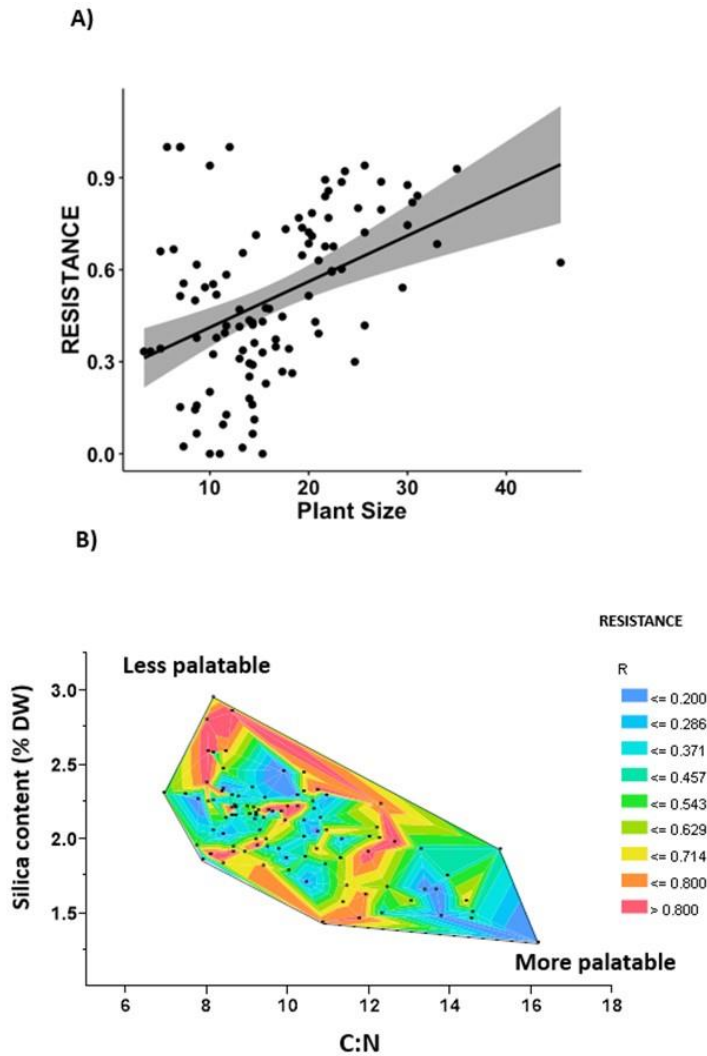 A)
RESISTANCE
0.9
0.6
0.3
0.0
10 20 30 40
Plant Size
B)
RESISTANCE
Less palatable
R
Silica content (% DW)
3.0
2.5
2.0
1.5
<= 0.200
<= 0.286
<= 0.371
<= 0.457
<= 0.543
<= 0.629
<= 0.714
<= 0.800
> 0.800
More palatable
6 8 10 12 14 16 18
C:N